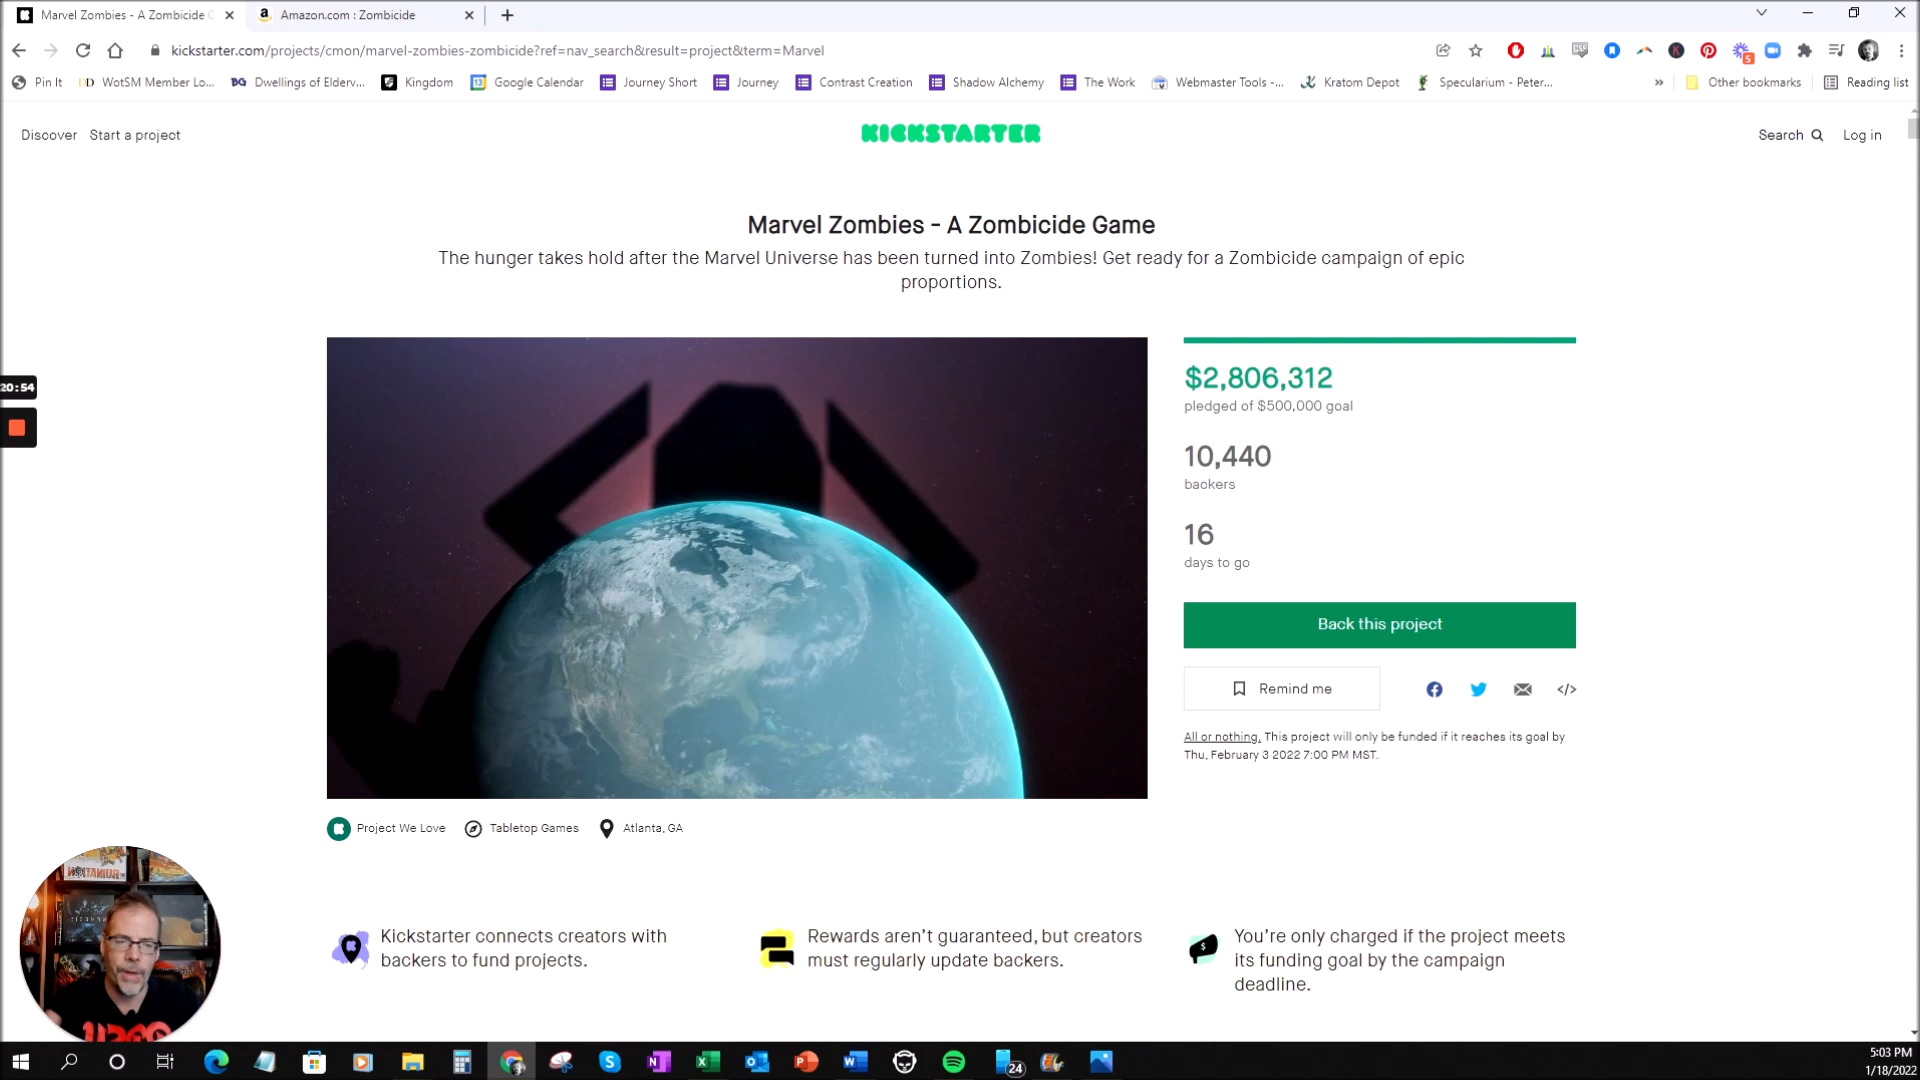 Marvel Zombies - A Zombicide G
Amazon.com : Zombicide
kickstarter.com/projects/cmon/marvel-zombies-zombicide?ref=nav_search&result=project&term=Marvel
Pin It
WotSM Member Lo...
Dwellings of Elderv...
Kingdom
Google Calendar
Journey Short
Journey
Contrast Creation
Shadow Alchemy
The Work
Webmaster Tools -...
Kratom Depot
Specularium - Peter...
Other bookmarks
Reading list
Discover
Start a project
KICKSTARTER
Search
Log in
Marvel Zombies - A Zombicide Game
The hunger takes hold after the Marvel Universe has been turned into Zombies! Get ready for a Zombicide campaign of epic
proportions.
20:54
$2,806,312
pledged of $500,000 goal
10,440
backers
16
days to go
Back this project
Remind me
All or nothing. This project will only be funded if it reaches its goal by
Thu, February 3 2022 7:00 PM MST.
Project We Love
Tabletop Games
Atlanta, GA
Kickstarter connects creators with
backers to fund projects.
Rewards aren't guaranteed, but creators
must regularly update backers.
You're only charged if the project meets
its funding goal by the campaign
deadline.
24
5:03 PM
1/18/2022